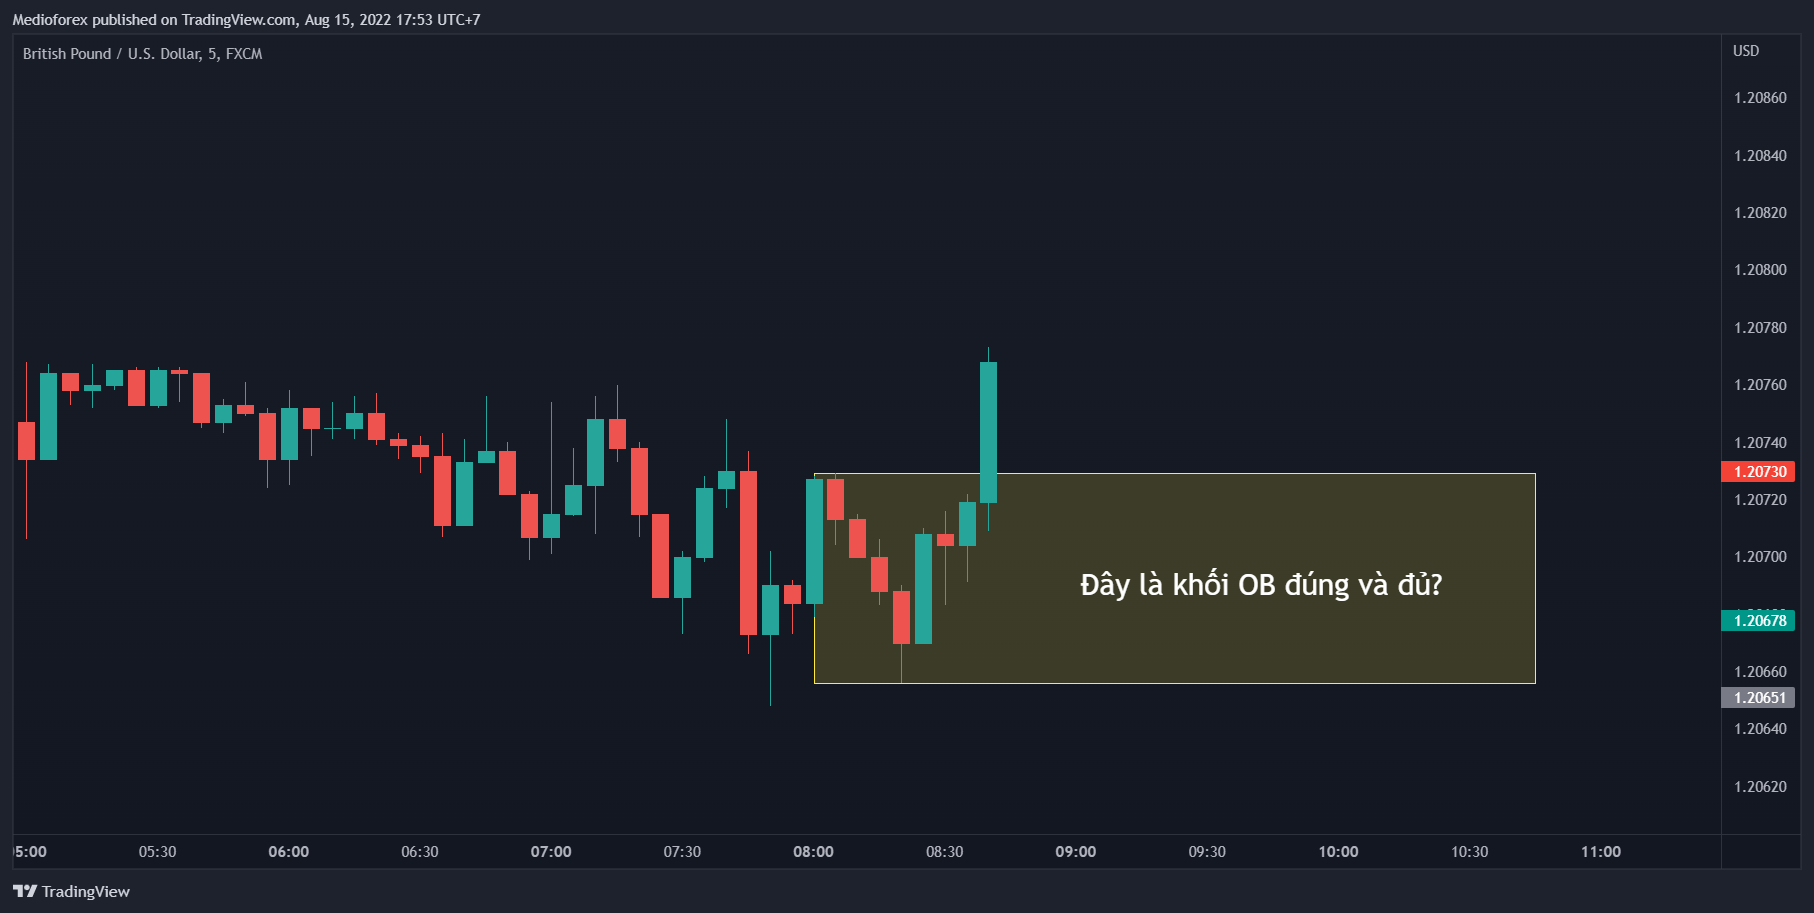 Medioforex published on TradingView.com, Aug 15, 2022 17:53 UTC+7
British Pound / U.S. Dollar, 5, FXCM
USD
1.20860
1.20840
1.20820
1.20800
1.20780
1.20760
1.20740
1.20730
1.20720
1.20700
Đây là khối OB đúng và đủ?
1.20678
1.20660
1.20651
1.20640
1.20620
05:30 06:00 06:30 07:00 07:30 08:00 08:30 09:00 09:30 10:00 10:30 11:00
TradingView